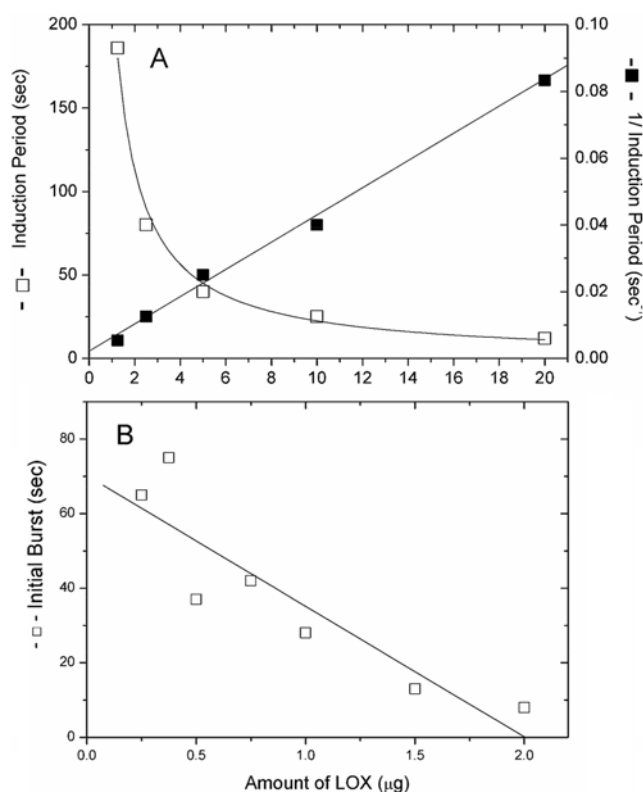 A
200
150
100
50
0
- □ - Induction Period (sec)
0.10
0.08
0.06
0.04
0.02
0.00
- ■ - 1/ Induction Period (sec⁻¹)
0 2 4 6 8 10 12 14 16 18 20
B
80
60
40
20
0
- □ - Initial Burst (sec)
0.0 0.5 1.0 1.5 2.0
Amount of LOX (μg)